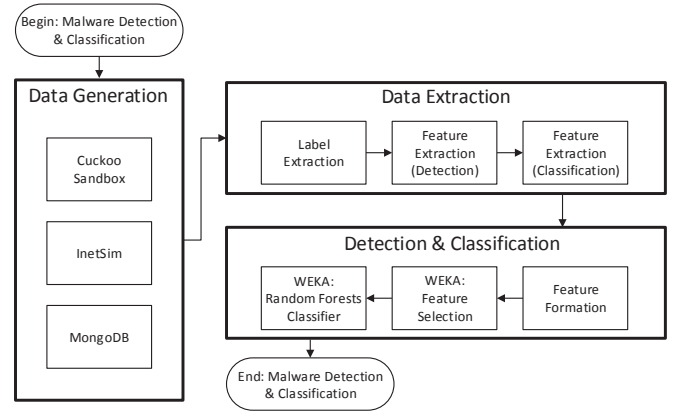 Begin: Malware Detection
& Classification
Data Generation
Cuckoo
Sandbox
InetSim
MongoDB
Data Extraction
Label
Extraction
Feature
Extraction
(Detection)
Feature
Extraction
(Classification)
Detection & Classification
WEKA:
Random Forests
Classifier
WEKA:
Feature
Selection
Feature
Formation
End: Malware Detection
& Classification